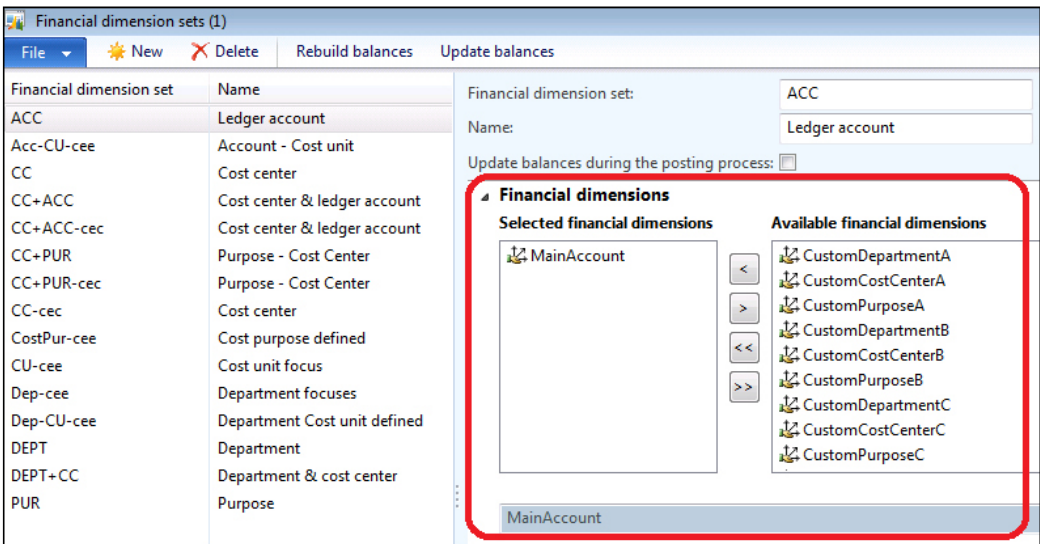 Financial dimension sets (1)
File New Delete Rebuild balances Update balances
Financial dimension set Name
ACC Ledger account
Acc-CU-cee Account - Cost unit
CC Cost center
CC+ACC Cost center & ledger account
CC+ACC-cec Cost center & ledger account
CC+PUR Purpose - Cost Center
CC+PUR-cec Purpose - Cost Center
CC-cec Cost center
CostPur-cee Cost purpose defined
CU-cee Cost unit focus
Dep-cee Department focuses
Dep-CU-cee Department Cost unit defined
DEPT Department
DEPT+CC Department & cost center
PUR Purpose
Financial dimension set: ACC
Name: Ledger account
Update balances during the posting process:
Financial dimensions
Selected financial dimensions Available financial dimensions
MainAccount
<
>
<<
>>
CustomDepartmentA
CustomCostCenterA
CustomPurposeA
CustomDepartmentB
CustomCostCenterB
CustomPurposeB
CustomDepartmentC
CustomCostCenterC
CustomPurposeC
MainAccount